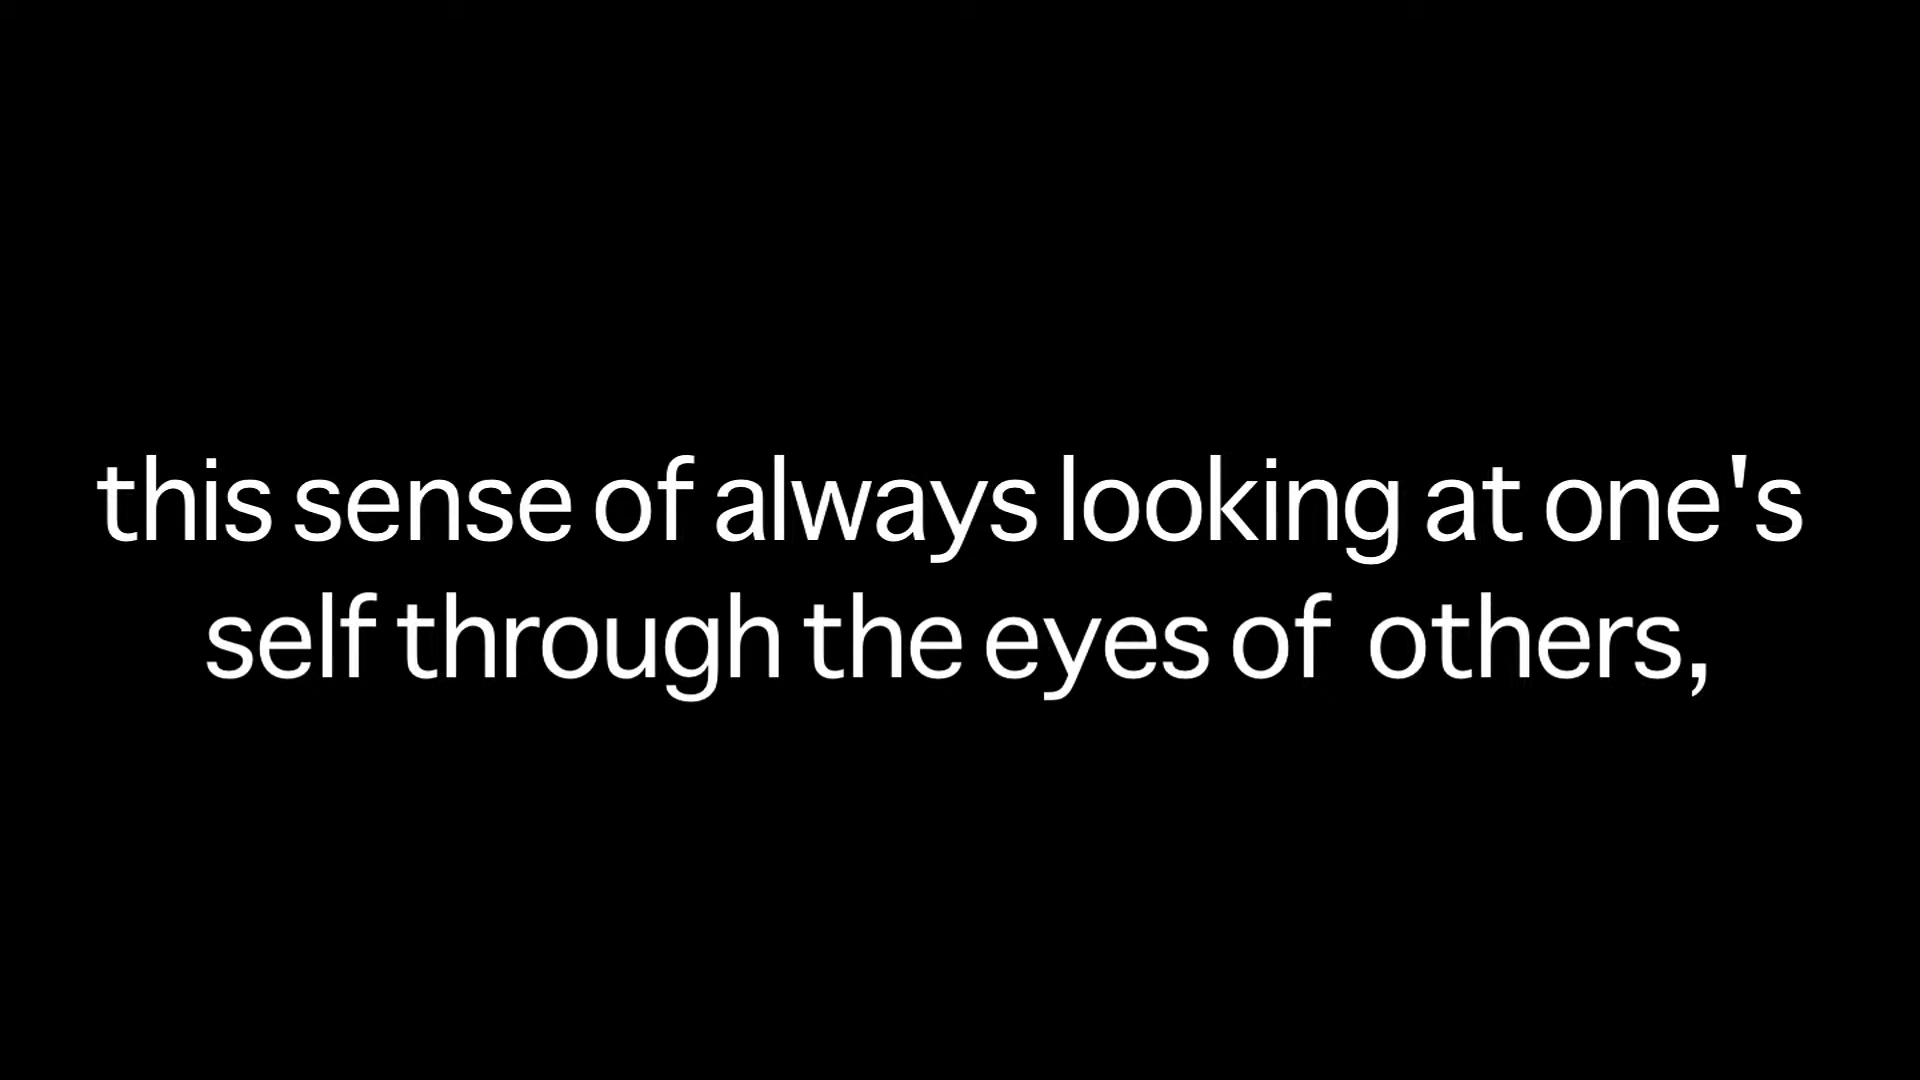 this sense of always looking at one's
self through the eyes of others,